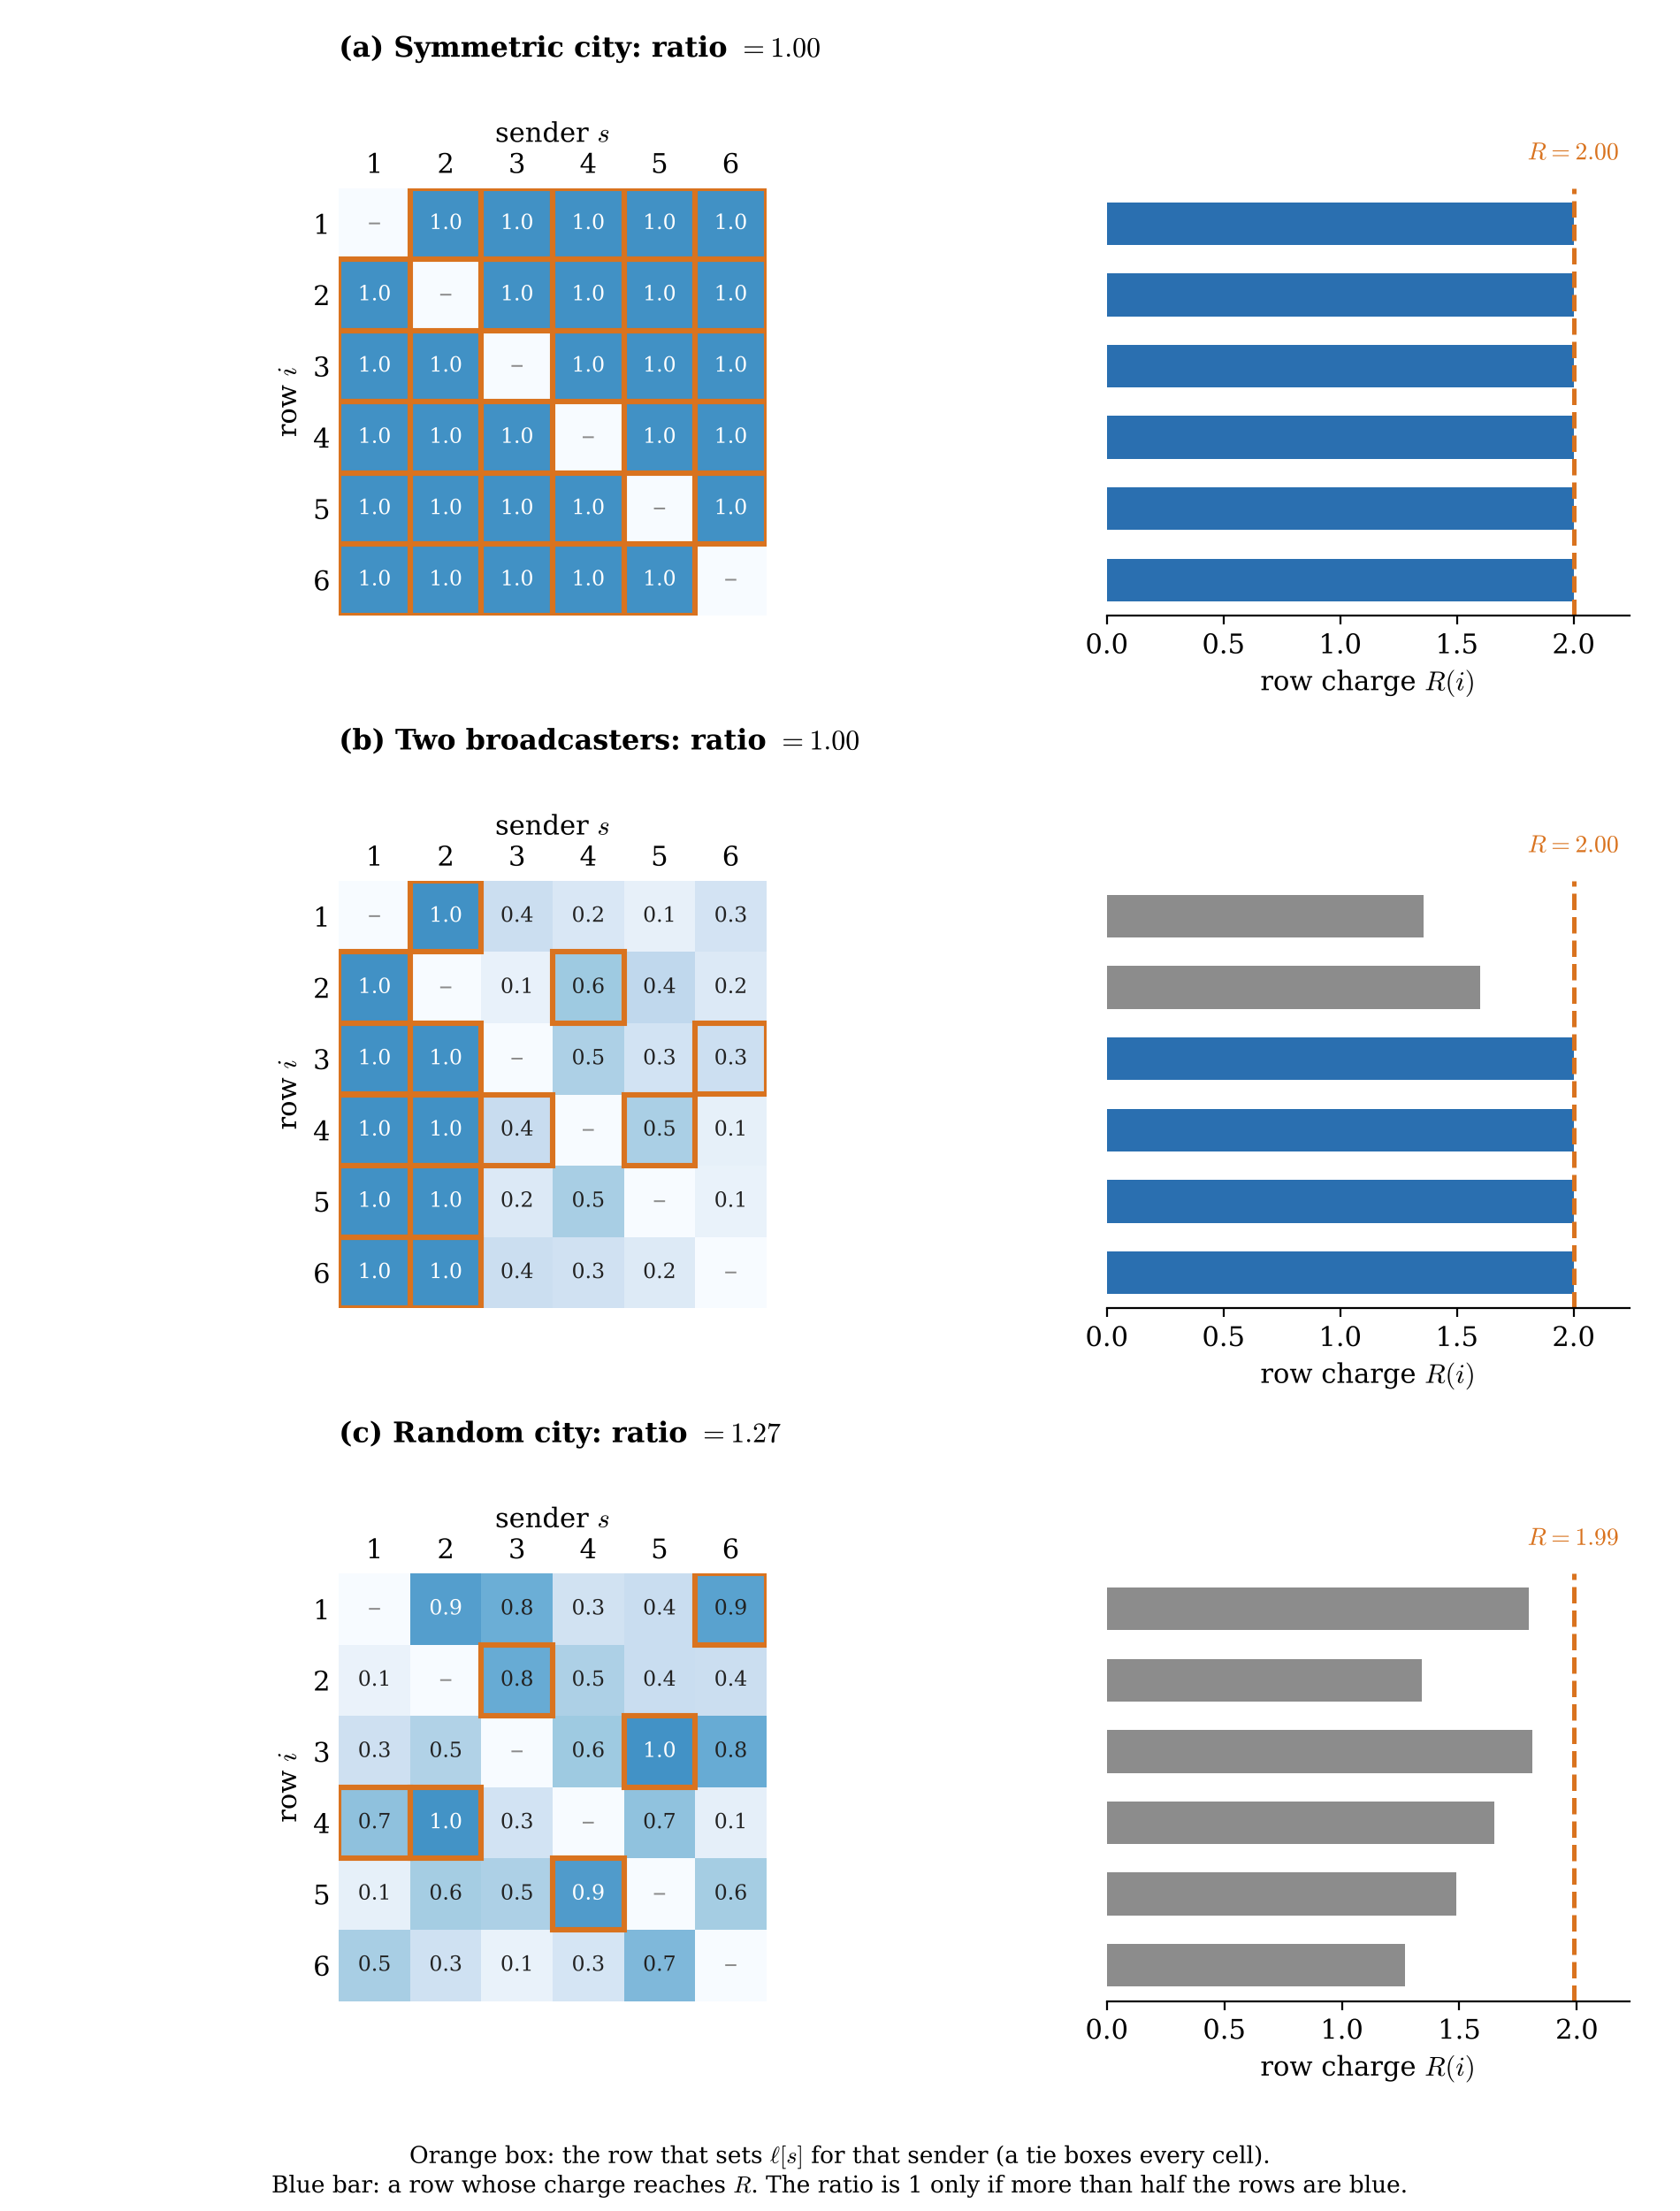 (a) Symmetric city: ratio = 1.00
sender s
1 2 3 4 5 6
R = 2.00
row i
1 – 1.0 1.0 1.0 1.0 1.0
2 1.0 – 1.0 1.0 1.0 1.0
3 1.0 1.0 – 1.0 1.0 1.0
4 1.0 1.0 1.0 – 1.0 1.0
5 1.0 1.0 1.0 1.0 – 1.0
6 1.0 1.0 1.0 1.0 1.0 –
0.0 0.5 1.0 1.5 2.0
row charge R(i)
(b) Two broadcasters: ratio = 1.00
sender s
1 2 3 4 5 6
R = 2.00
row i
1 – 1.0 0.4 0.2 0.1 0.3
2 1.0 – 0.1 0.6 0.4 0.2
3 1.0 1.0 – 0.5 0.3 0.3
4 1.0 1.0 0.4 – 0.5 0.1
5 1.0 1.0 0.2 0.5 – 0.1
6 1.0 1.0 0.4 0.3 0.2 –
0.0 0.5 1.0 1.5 2.0
row charge R(i)
(c) Random city: ratio = 1.27
sender s
1 2 3 4 5 6
R = 1.99
row i
1 – 0.9 0.8 0.3 0.4 0.9
2 0.1 – 0.8 0.5 0.4 0.4
3 0.3 0.5 – 0.6 1.0 0.8
4 0.7 1.0 0.3 – 0.7 0.1
5 0.1 0.6 0.5 0.9 – 0.6
6 0.5 0.3 0.1 0.3 0.7 –
0.0 0.5 1.0 1.5 2.0
row charge R(i)
Orange box: the row that sets ℓ[s] for that sender (a tie boxes every cell).
Blue bar: a row whose charge reaches R. The ratio is 1 only if more than half the rows are blue.